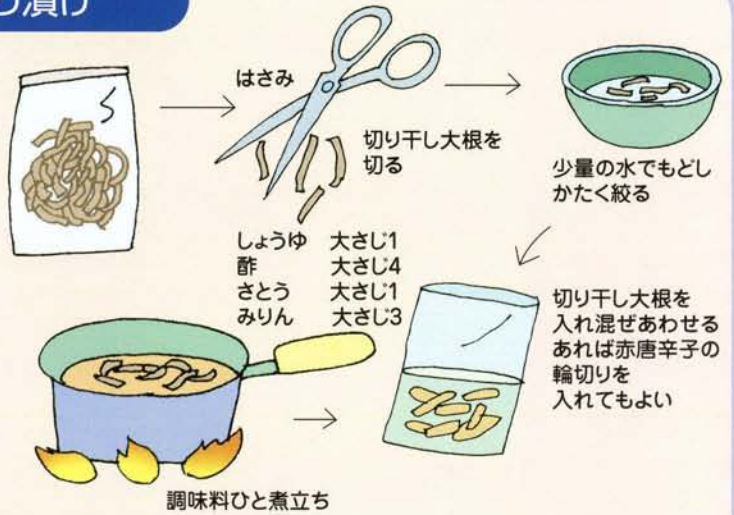 漬け
はさみ
切り干し大根を
切る
少量の水でもどし
かたく絞る
しょうゆ 大さじ1
酢 大さじ4
さとう 大さじ1
みりん 大さじ3
切り干し大根を
入れ混ぜあわせる
あれば赤唐辛子の
輪切りを
入れてもよい
調味料ひと煮立ち